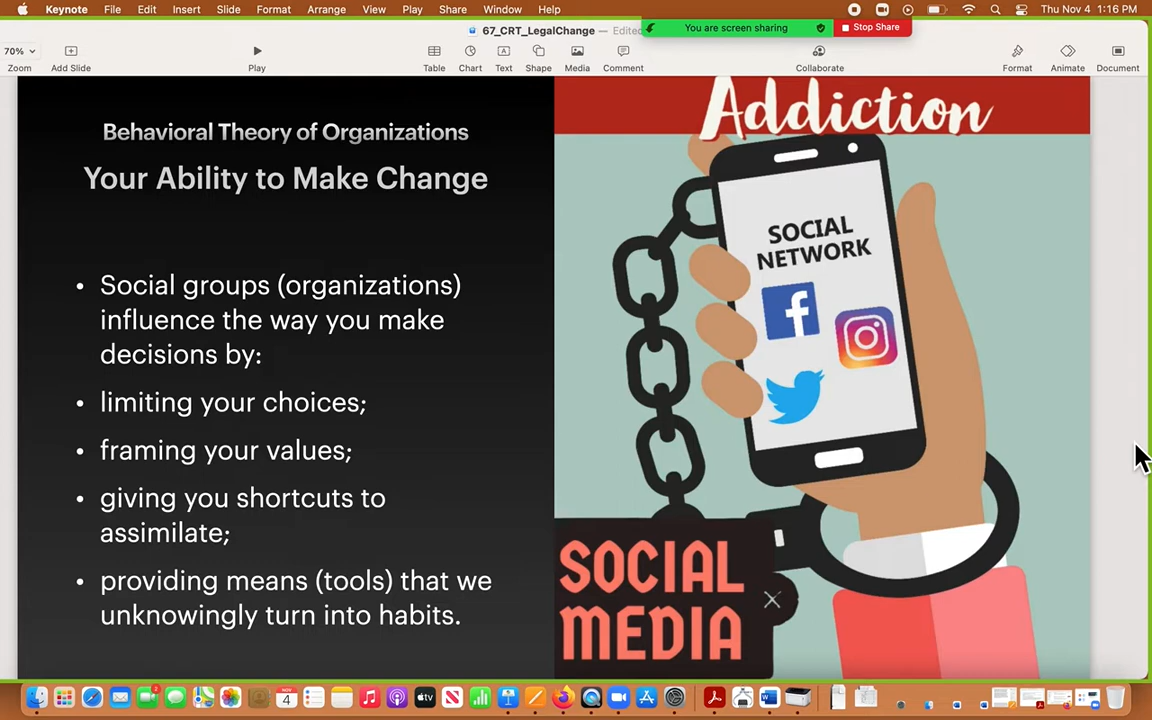 Keynote File Edit Insert Slide Format Arrange View Play Share Window Help Thu Nov 4 1:16 PM
You are screen sharing Stop Share
67_CRT_LegalChange — Edited
70%
Zoom Add Slide Play Table Chart Text Shape Media Comment Collaborate Format Animate Document
Behavioral Theory of Organizations
Your Ability to Make Change
• Social groups (organizations)
influence the way you make
decisions by:
• limiting your choices;
• framing your values;
• giving you shortcuts to
assimilate;
• providing means (tools) that we
unknowingly turn into habits.
Addiction
SOCIAL
NETWORK
SOCIAL
MEDIA
NOV
4
tv